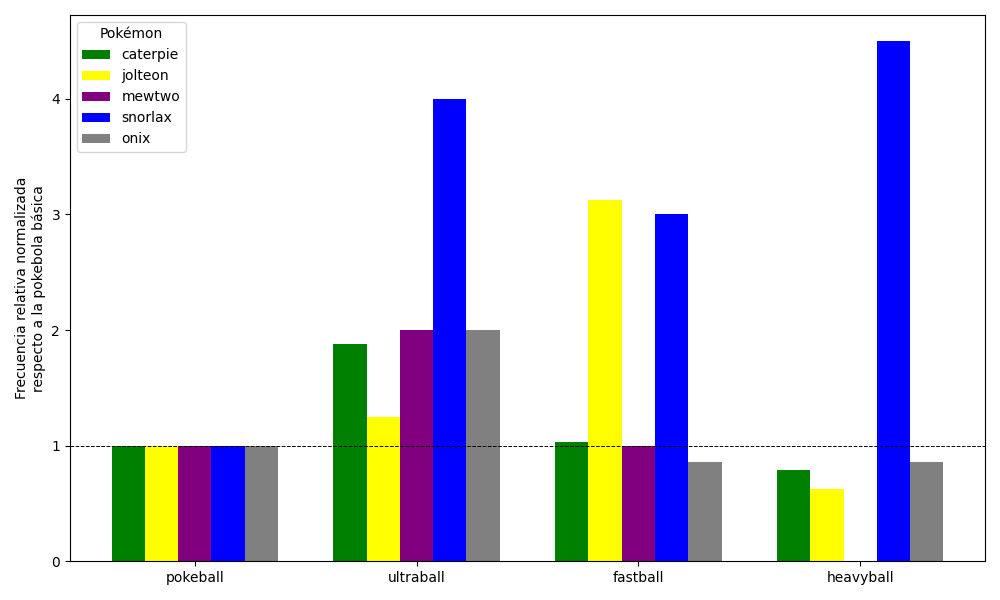 Pokémon
caterpie
jolteon
mewtwo
snorlax
onix
Frecuencia relativa normalizada
respecto a la pokebola básica
4
3
2
1
0
pokeball
ultraball
fastball
heavyball